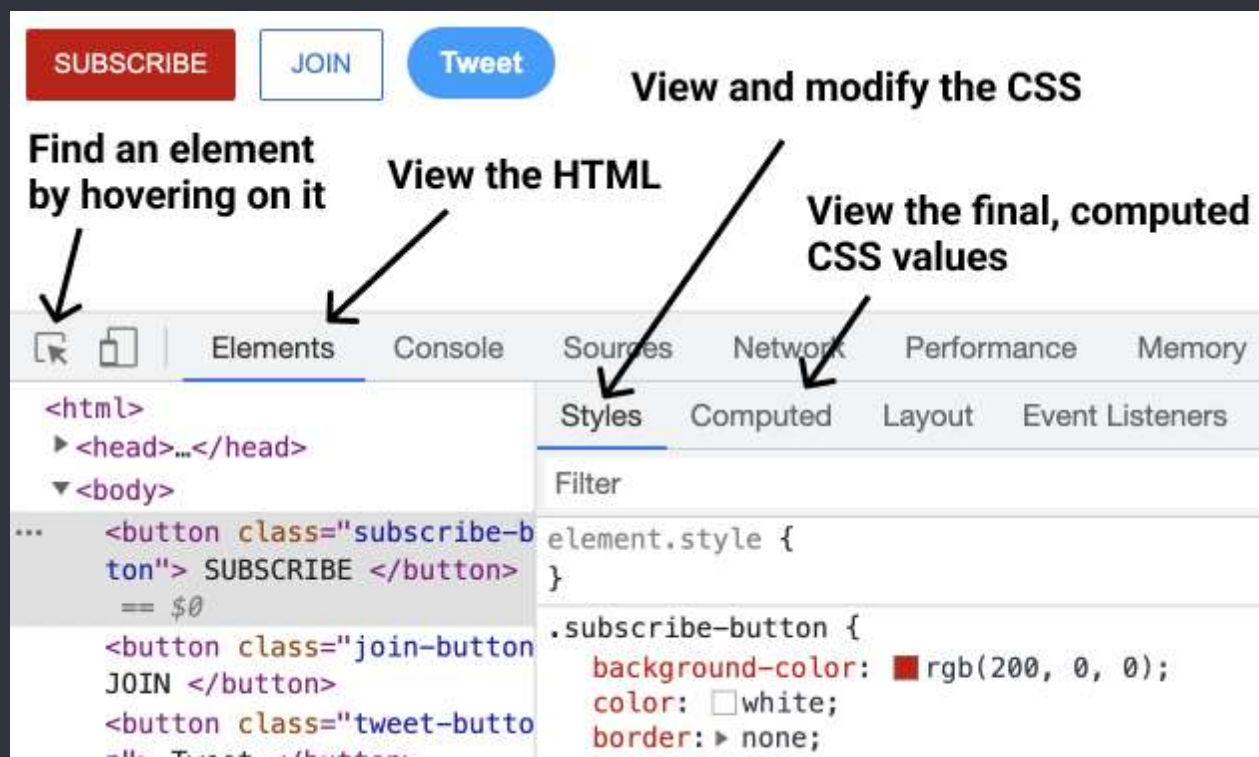 SUBSCRIBE JOIN Tweet
View and modify the CSS
Find an element
by hovering on it
View the HTML
View the final, computed
CSS values
Elements Console Sources Network Performance Memory
<html>
<head>…</head>
<body>
<button class="subscribe-b
ton"> SUBSCRIBE </button>
== $0
<button class="join-button
JOIN </button>
<button class="tweet-butto
Tweet </button>
Styles Computed Layout Event Listeners
Filter
element.style {
}
.subscribe-button {
background-color: rgb(200, 0, 0);
color: white;
border: none;